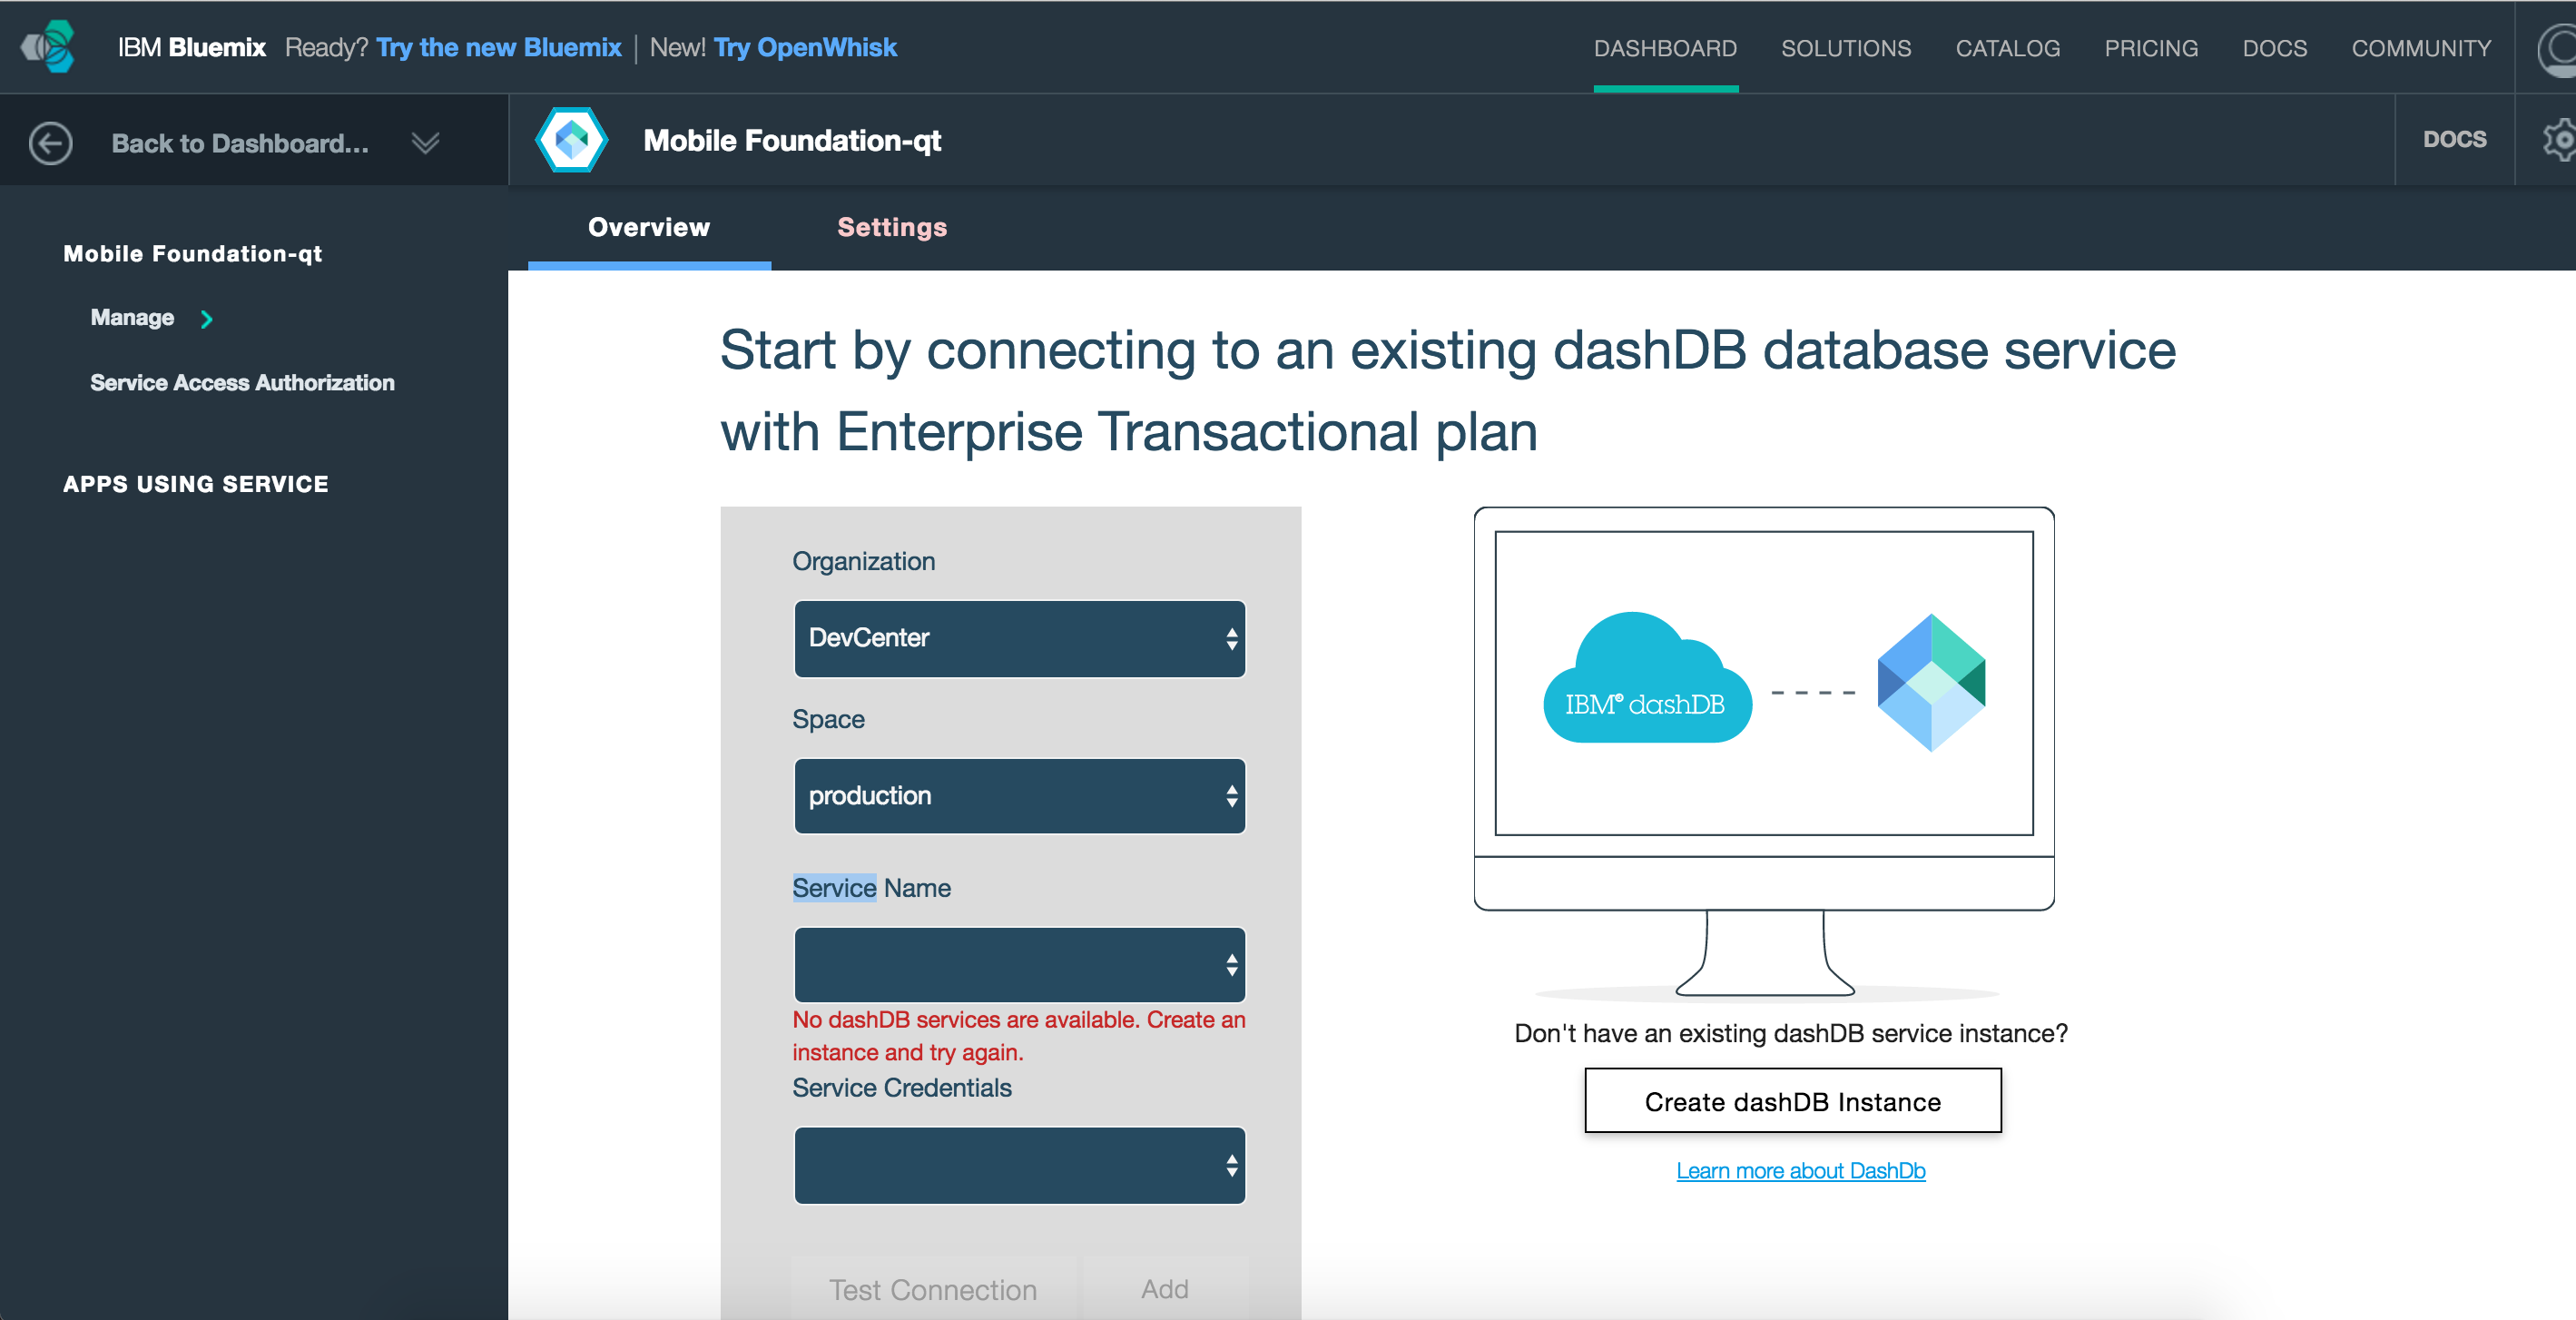 IBM Bluemix Ready? Try the new Bluemix | New! Try OpenWhisk
DASHBOARD SOLUTIONS CATALOG PRICING DOCS COMMUNITY
Back to Dashboard...
Mobile Foundation-qt
DOCS
Overview Settings
Mobile Foundation-qt
Manage
Service Access Authorization
APPS USING SERVICE
Start by connecting to an existing dashDB database service
with Enterprise Transactional plan
Organization
DevCenter
Space
production
Service Name
No dashDB services are available. Create an
instance and try again.
Service Credentials
Test Connection Add
IBM® dashDB
Don't have an existing dashDB service instance?
Create dashDB Instance
Learn more about DashDb